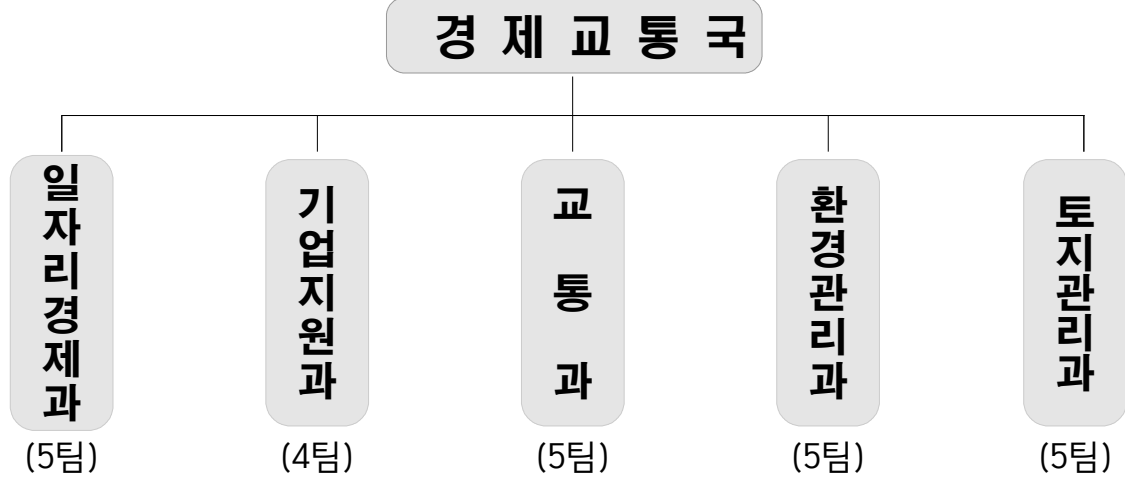 경 제 교 통 국
일자리경제과
기업지원과
교 통 과
환경관리과
토지관리과
(5팀)
(4팀)
(5팀)
(5팀)
(5팀)